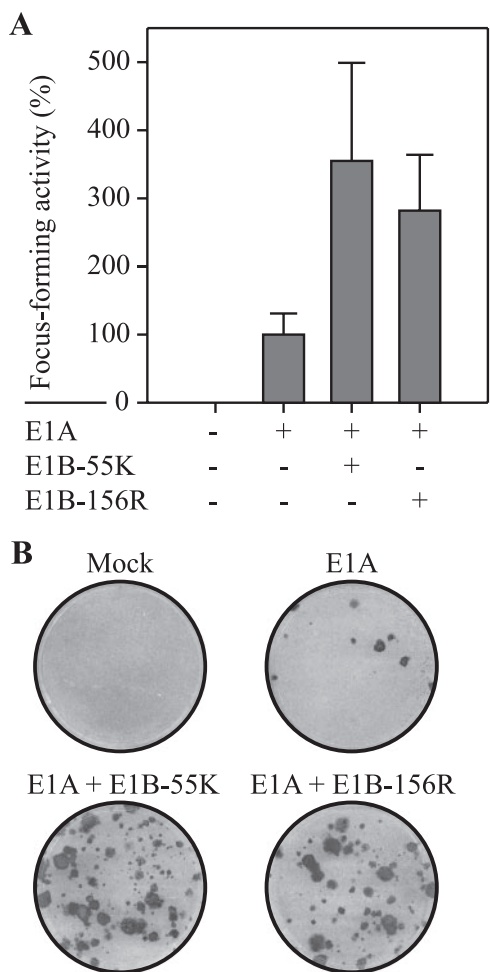 A
Focus-forming activity (%)
500
400
300
200
100
0
E1A - + + +
E1B-55K - - + -
E1B-156R - - - +
B
Mock E1A
E1A + E1B-55K E1A + E1B-156R